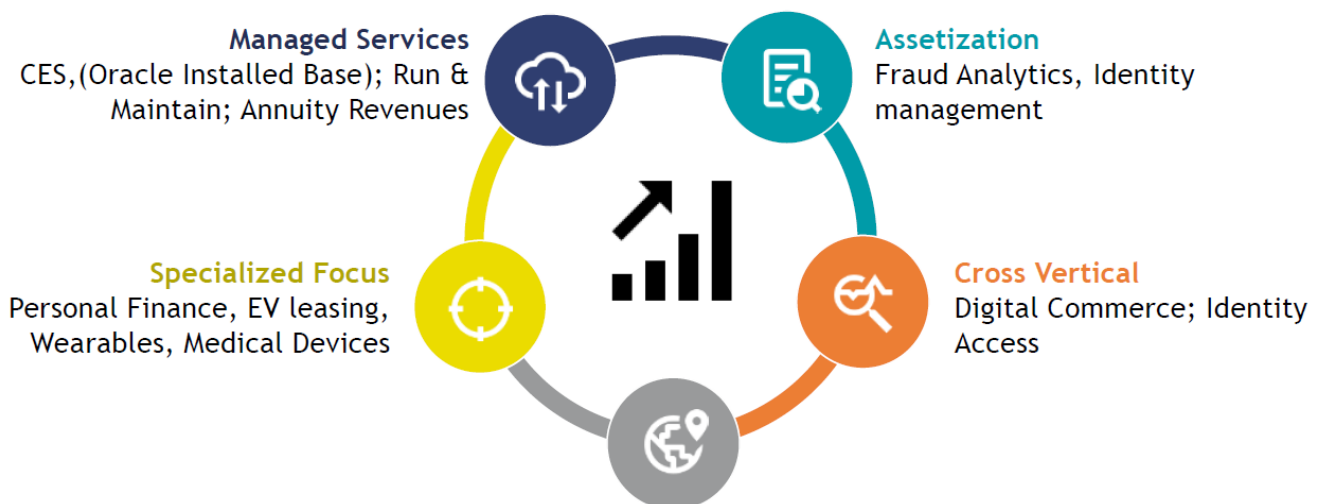 Managed Services
CES,(Oracle Installed Base); Run &
Maintain; Annuity Revenues
Assetization
Fraud Analytics, Identity
management
Specialized Focus
Personal Finance, EV leasing,
Wearables, Medical Devices
Cross Vertical
Digital Commerce; Identity
Access